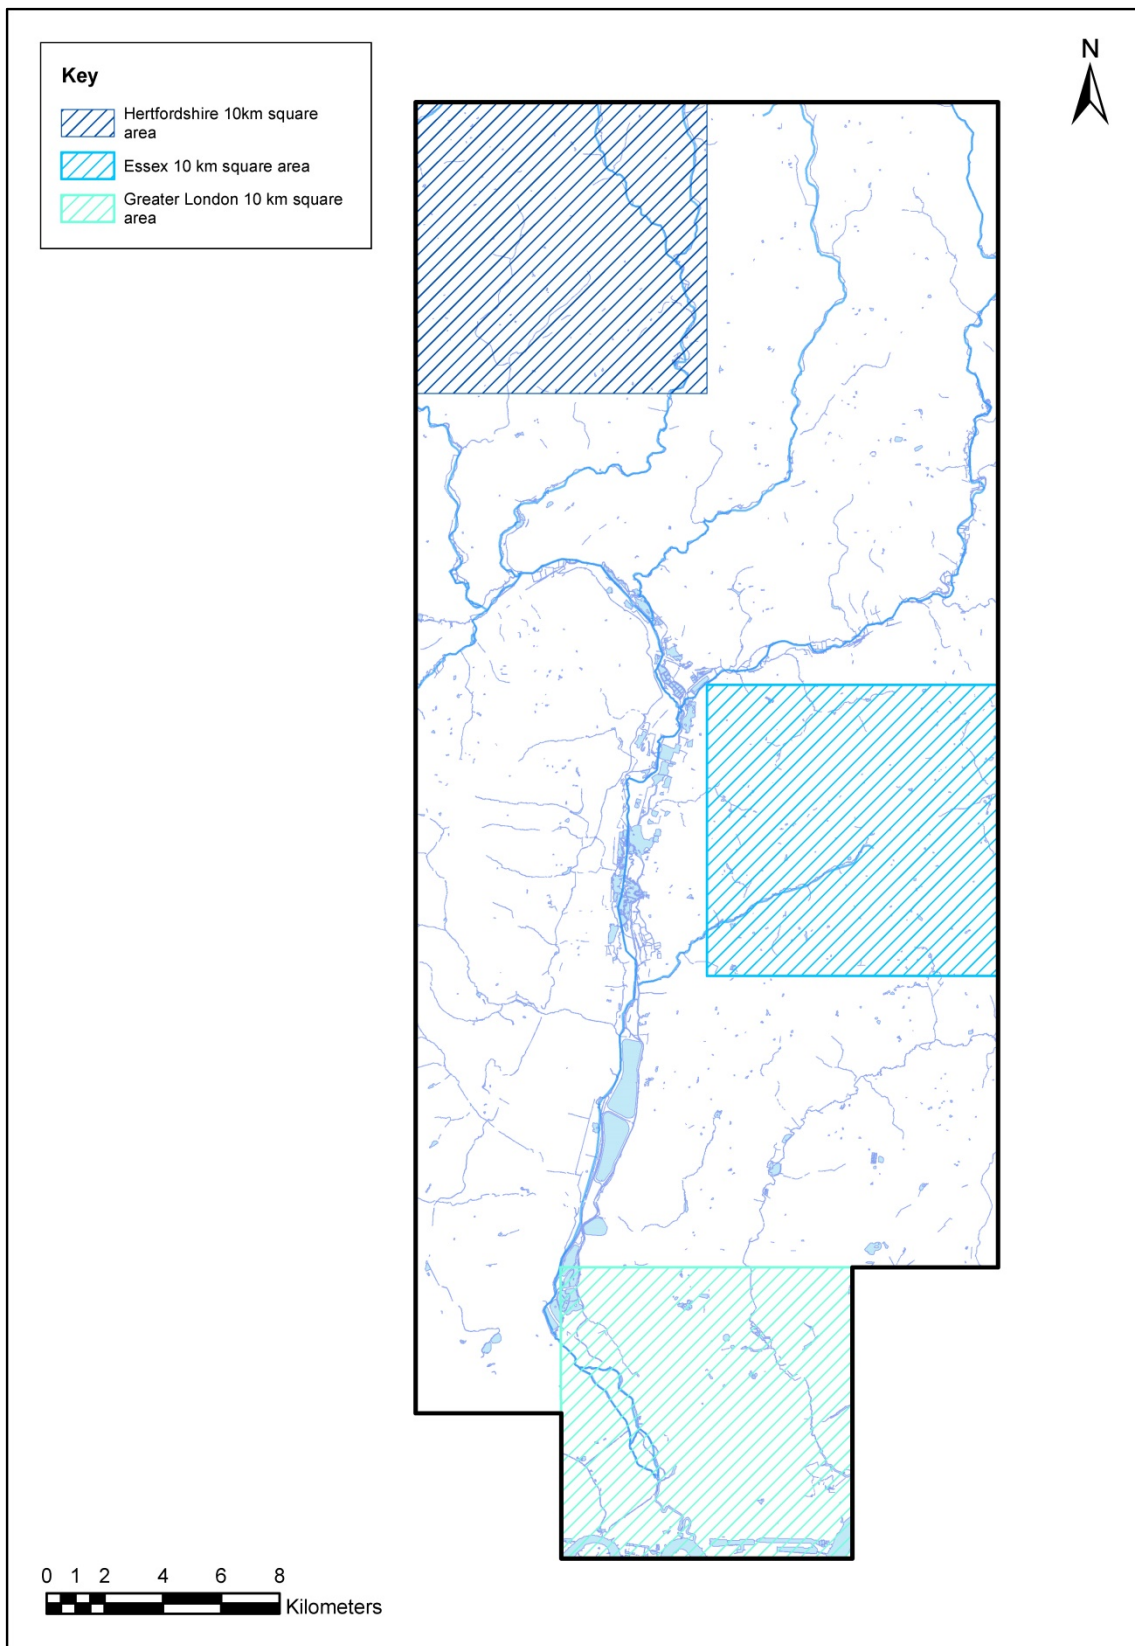 Key
Hertfordshire 10km square
area
Essex 10 km square area
Greater London 10 km square
area
N
0 1 2 4 6 8
Kilometers